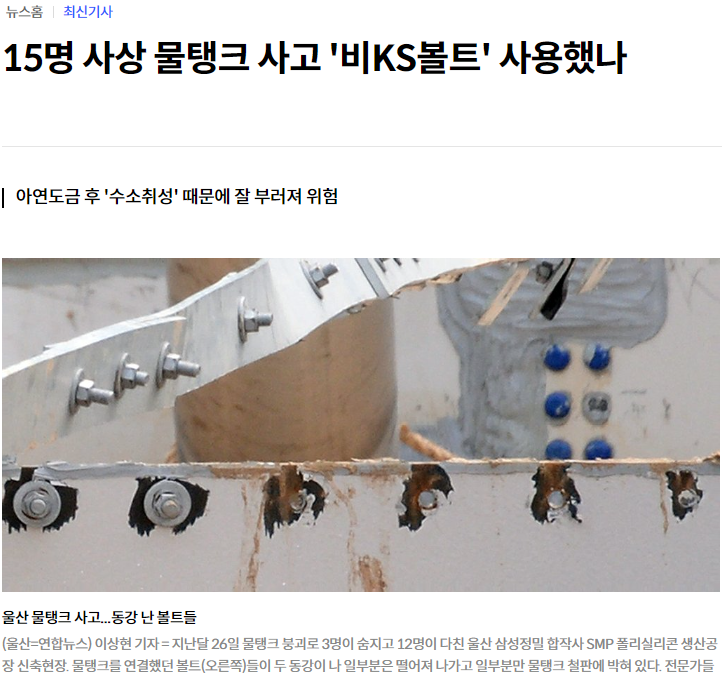 뉴스홈 | 최신기사
15명 사상 물탱크 사고 '비KS볼트' 사용했나
아연도금 후 '수소취성' 때문에 잘 부러져 위험
울산 물탱크 사고...동강 난 볼트들
(울산=연합뉴스) 이상현 기자 = 지난달 26일 물탱크 붕괴로 3명이 숨지고 12명이 다친 울산 삼성정밀 합작사 SMP 폴리실리콘 생산공
장 신축현장. 물탱크를 연결했던 볼트(오른쪽)들이 두 동강이 나 일부분은 떨어져 나가고 일부분만 물탱크 철판에 박혀 있다. 전문가들